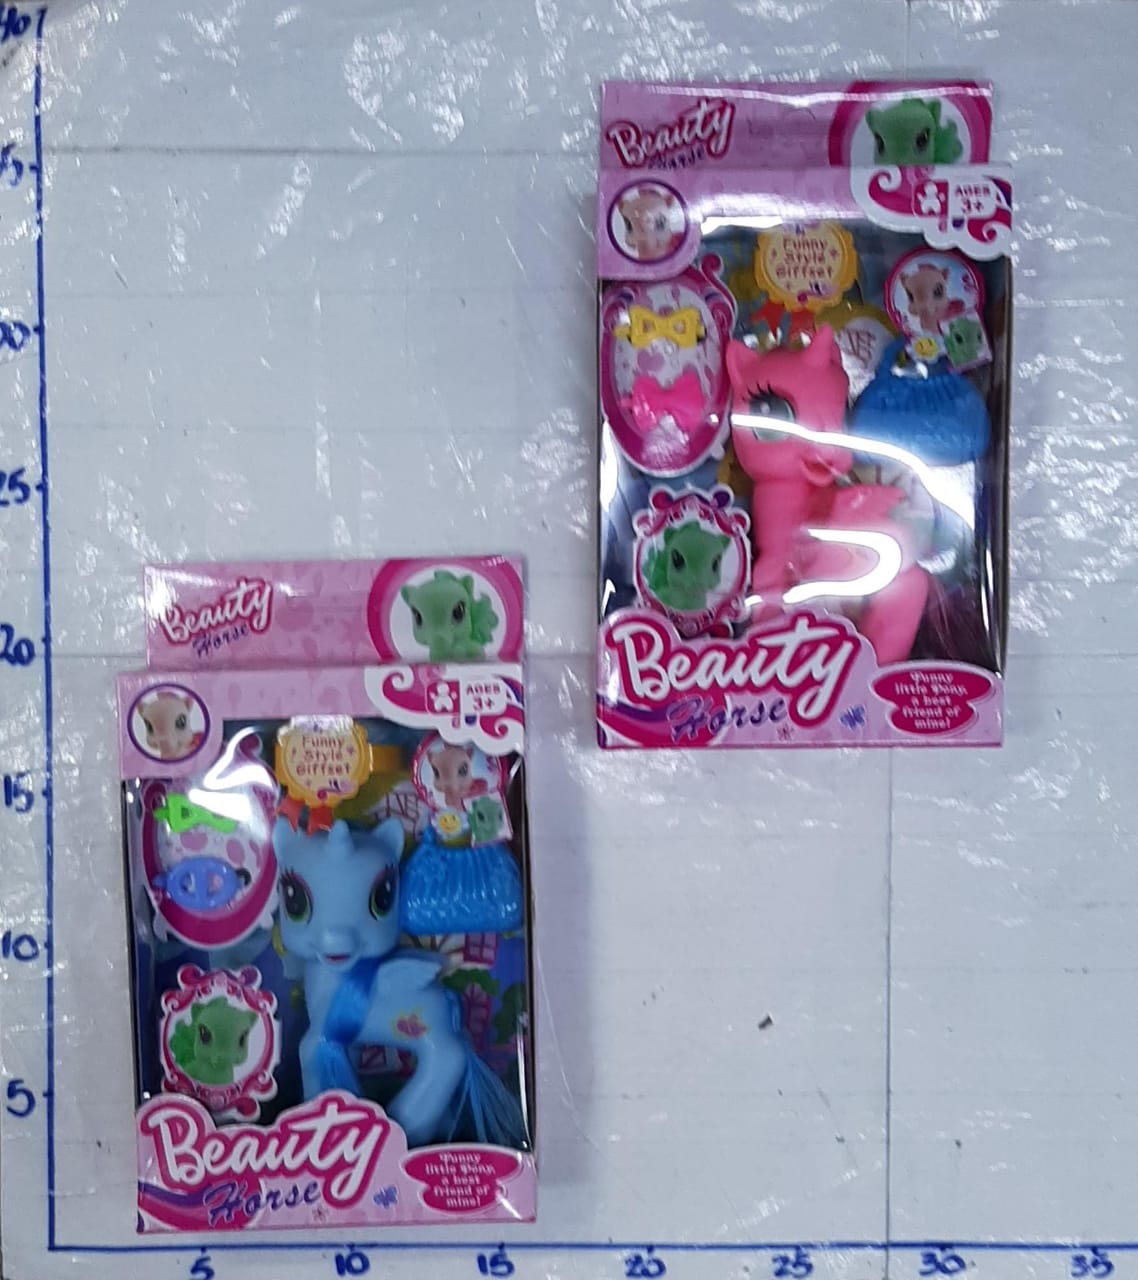 40
35
30
25
20
15
10
5
5
10
15
20
25
30
35
Beauty
Horse
AGES
3+
Funny
Style
Giftset
Beauty
Horse
Funny
little Pony,
a best
friend of
mine!
Beauty
Horse
AGES
3+
Funny
Style
Giftset
Beauty
Horse
Funny
little Pony,
a best
friend of
mine!